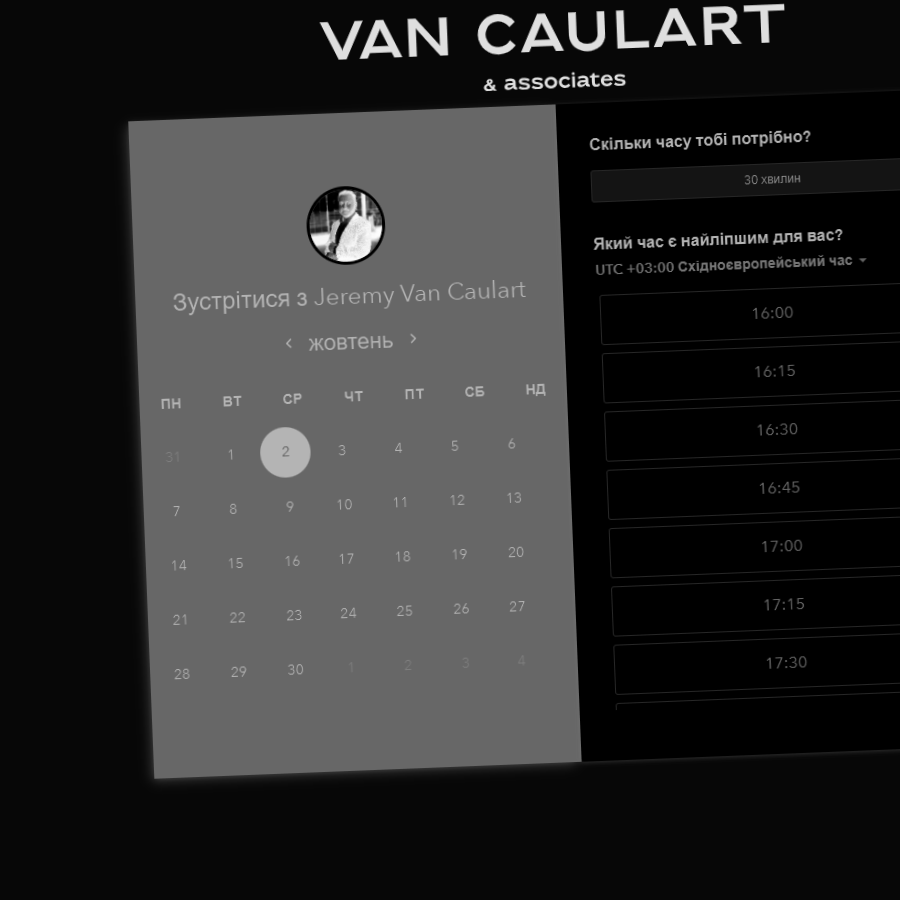 VAN CAULART
& associates
Зустрітися з Jeremy Van Caulart
жовтень
ПН ВТ СР ЧТ ПТ СБ НД
31 1 2 3 4 5 6
7 8 9 10 11 12 13
14 15 16 17 18 19 20
21 22 23 24 25 26 27
28 29 30 1 2 3 4
Скільки часу тобі потрібно?
30 хвилин
Який час є найліпшим для вас?
UTC +03:00 Східноєвропейський час
16:00
16:15
16:30
16:45
17:00
17:15
17:30